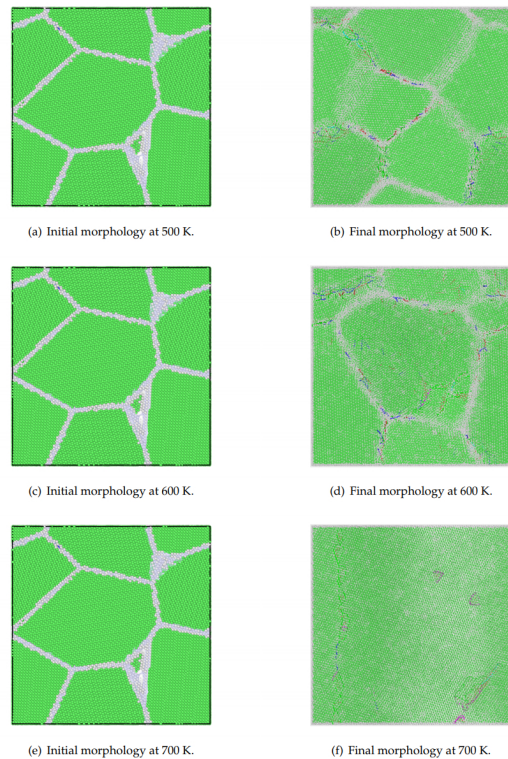 (a) Initial morphology at 500 K.
(b) Final morphology at 500 K.
(c) Initial morphology at 600 K.
(d) Final morphology at 600 K.
(e) Initial morphology at 700 K.
(f) Final morphology at 700 K.